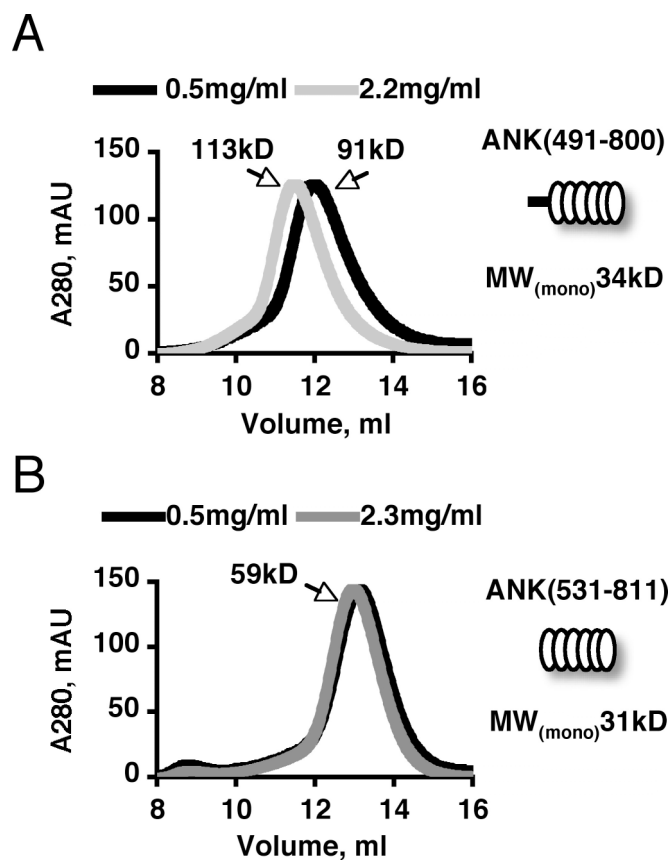 A
0.5mg/ml 2.2mg/ml
113kD 91kD
ANK(491-800)
MW(mono)34kD
A280, mAU
150
100
50
0
8 10 12 14 16
Volume, ml
B
0.5mg/ml 2.3mg/ml
59kD
ANK(531-811)
MW(mono)31kD
A280, mAU
150
100
50
0
8 10 12 14 16
Volume, ml